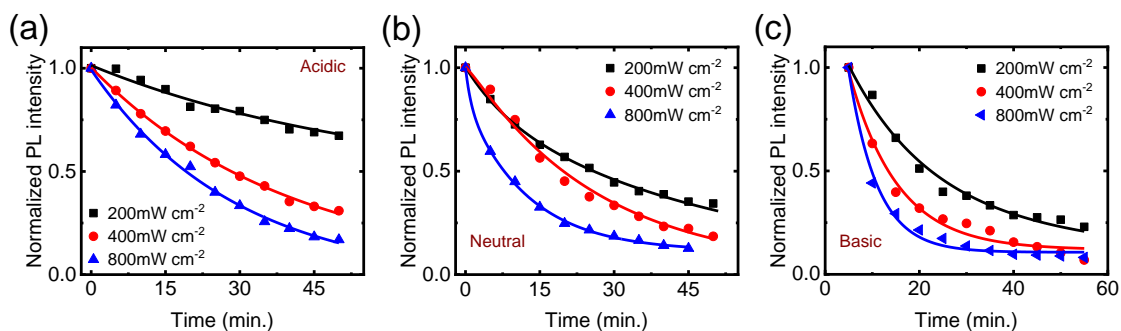 (a)
Normalized PL intensity
1.0
0.5
0.0
Acidic
200mW cm⁻²
400mW cm⁻²
800mW cm⁻²
0 15 30 45
Time (min.)
(b)
Normalized PL intensity
1.0
0.5
0.0
200mW cm⁻²
400mW cm⁻²
800mW cm⁻²
Neutral
0 15 30 45
Time (min.)
(c)
Normalized PL intensity
1.0
0.5
0.0
200mW cm⁻²
400mW cm⁻²
800mW cm⁻²
Basic
0 20 40 60
Time (min.)